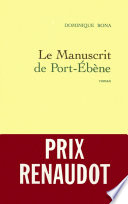 DOMINIQUE BONA
Le Manuscrit
de Port-Ébène
roman
PRIX
RENAUDOT